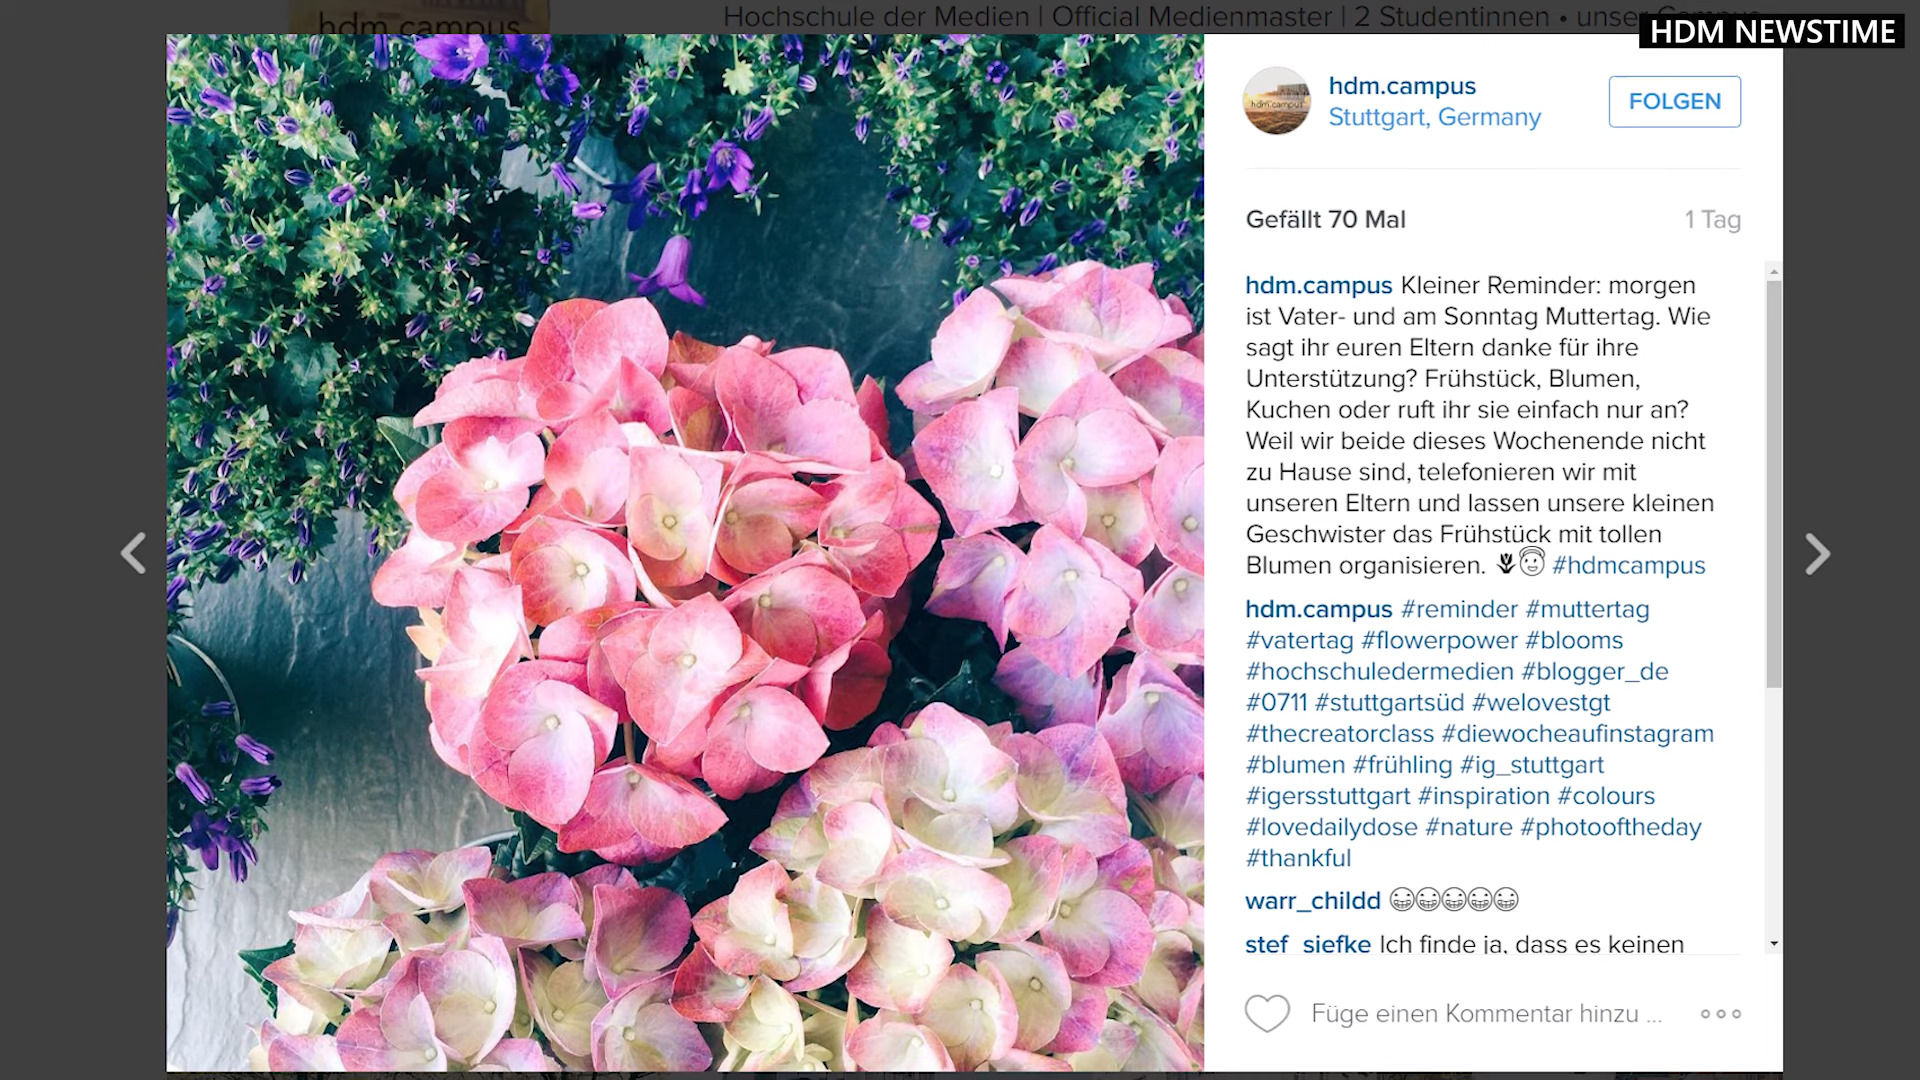 hdm.campus
Hochschule der Medien | Official Medienmaster | 2 Studentinnen • unser Campus
HDM NEWSTIME
hdm.campus
hdm.campus
Stuttgart, Germany
FOLGEN
Gefällt 70 Mal
1 Tag
hdm.campus Kleiner Reminder: morgen
ist Vater- und am Sonntag Muttertag. Wie
sagt ihr euren Eltern danke für ihre
Unterstützung? Frühstück, Blumen,
Kuchen oder ruft ihr sie einfach nur an?
Weil wir beide dieses Wochenende nicht
zu Hause sind, telefonieren wir mit
unseren Eltern und lassen unsere kleinen
Geschwister das Frühstück mit tollen
Blumen organisieren. 🌷😇 #hdmcampus
hdm.campus #reminder #muttertag
#vatertag #flowerpower #blooms
#hochschuledermedien #blogger_de
#0711 #stuttgartsüd #welovestgt
#thecreatorclass #diewocheaufinstagram
#blumen #frühling #ig_stuttgart
#igersstuttgart #inspiration #colours
#lovedailydose #nature #photooftheday
#thankful
warr_childd 😁😁😁😁😁
stef_siefke Ich finde ja, dass es keinen
Füge einen Kommentar hinzu ...